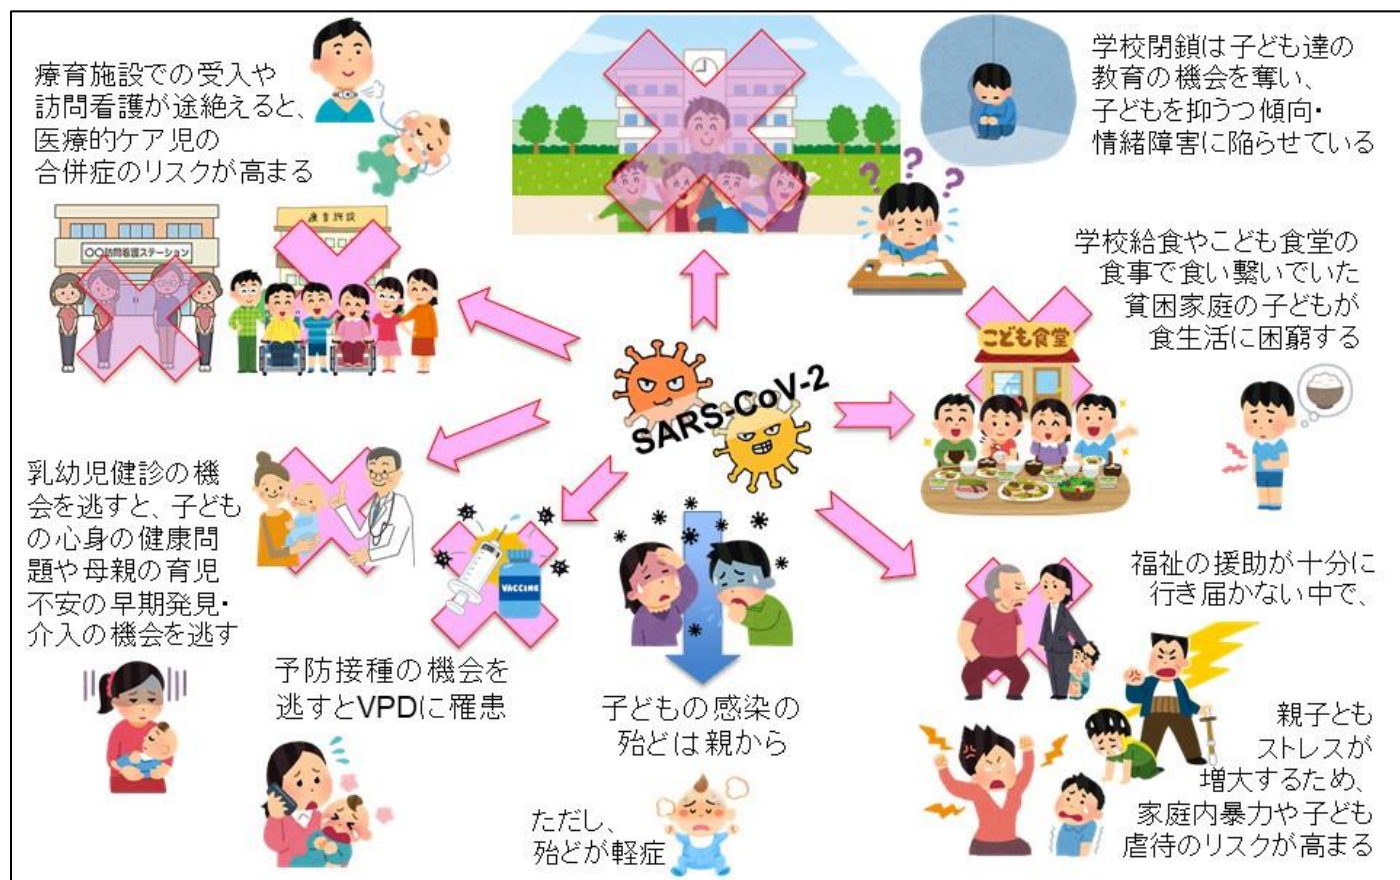 療育施設での受入や
訪問看護が途絶えると、
医療的ケア児の
合併症のリスクが高まる
〇〇訪問看護ステーション
療育施設
学校閉鎖は子ども達の
教育の機会を奪い、
子どもを抑うつ傾向・
情緒障害に陥らせている
? ? ?
学校給食やこども食堂の
食事で食い繋いでいた
貧困家庭の子どもが
食生活に困窮する
こども食堂
SARS-CoV-2
乳幼児健診の機
会を逃すと、子ども
の心身の健康問
題や母親の育児
不安の早期発見・
介入の機会を逃す
VACCINE
予防接種の機会を
逃すとVPDに罹患
子どもの感染の
殆どは親から
ただし、
殆どが軽症
福祉の援助が十分に
行き届かない中で、
親子とも
ストレスが
増大するため、
家庭内暴力や子ども
虐待のリスクが高まる